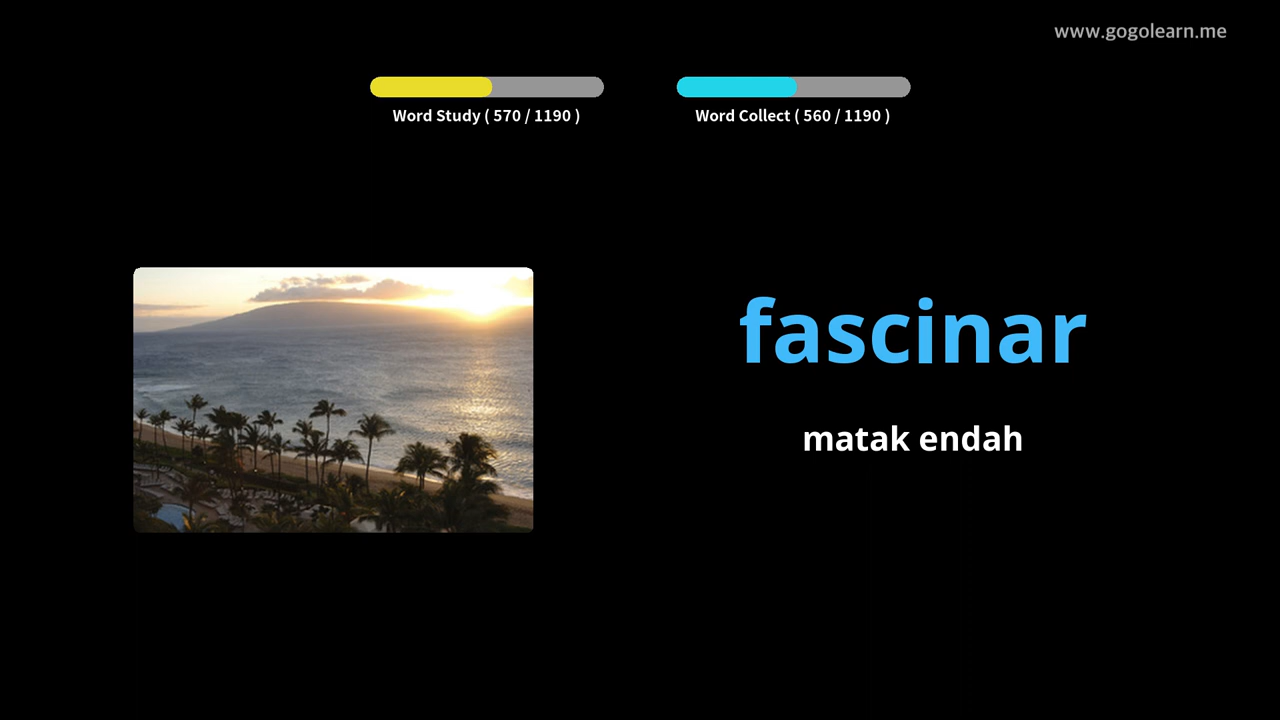 www.gogolearn.me
Word Study ( 570 / 1190 )
Word Collect ( 560 / 1190 )
fascinar
matak endah